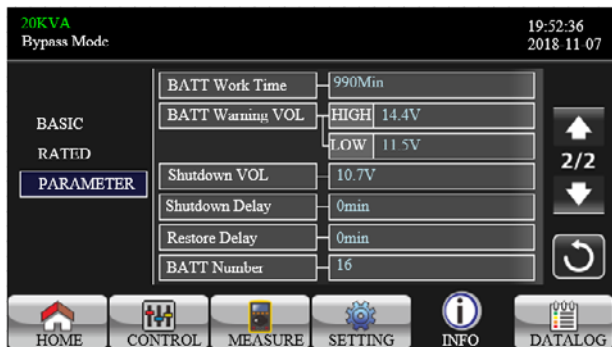 20KVA
19:52:36
Bypass Mode
2018-11-07
BATT Work Time 990Min
BATT Warning VOL HIGH 14.4V
LOW 11.5V
BASIC
RATED
PARAMETER
Shutdown VOL 10.7V
Shutdown Delay 0min
Restore Delay 0min
BATT Number 16
2/2
HOME CONTROL MEASURE SETTING INFO DATALOG